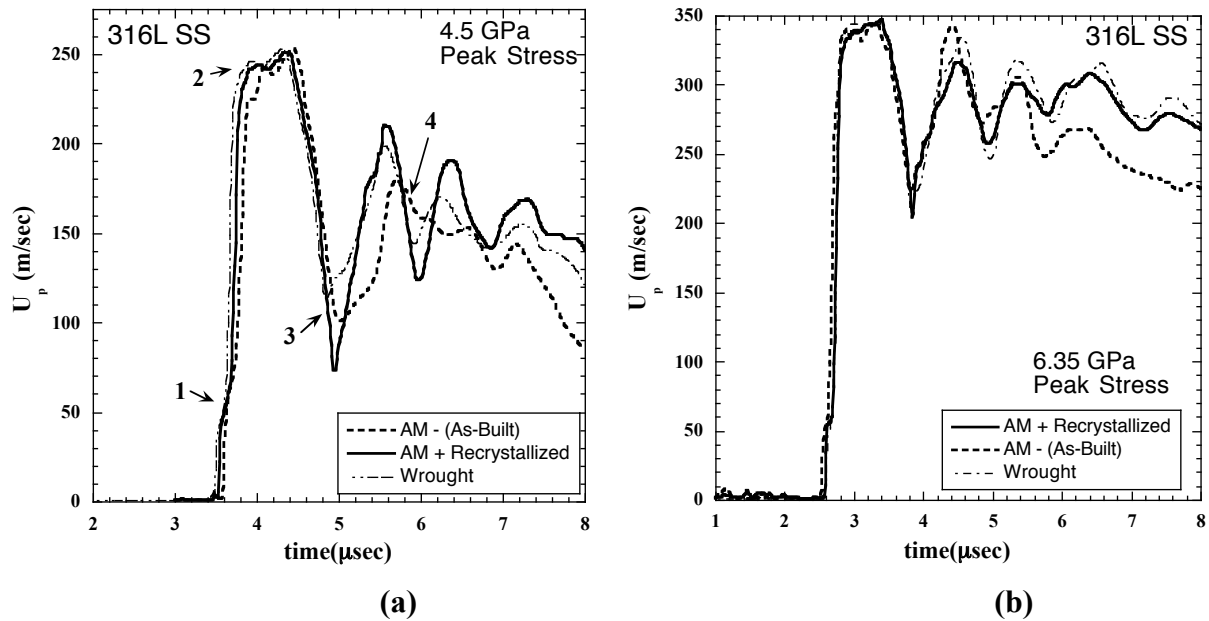 316L SS
4.5 GPa
Peak Stress
250
200
150
100
50
0
2
3
4
5
6
7
8
1
2
3
4
U_p (m/sec)
time(μsec)
AM - (As-Built)
AM + Recrystallized
Wrought
(a)
316L SS
6.35 GPa
Peak Stress
350
300
250
200
150
100
50
0
1
2
3
4
5
6
7
8
U_p (m/sec)
time(μsec)
AM + Recrystallized
AM - (As-Built)
Wrought
(b)